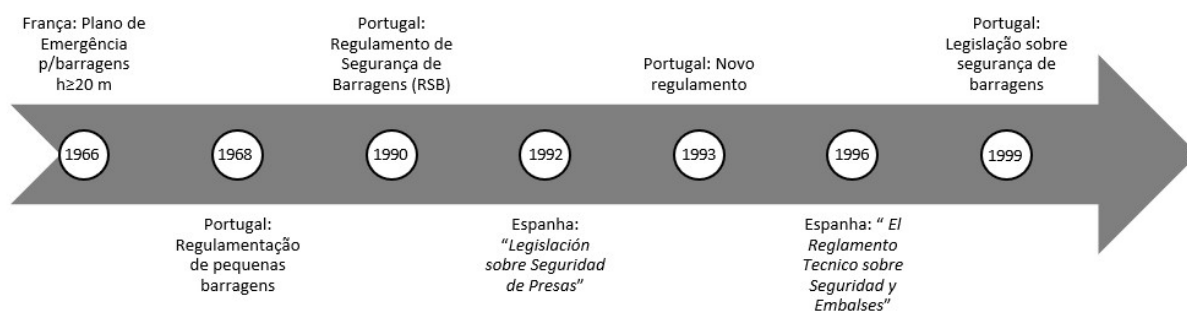 França: Plano de
Emergência
p/barragens
h≥20 m
Portugal:
Regulamento de
Segurança de
Barragens (RSB)
Portugal: Novo
regulamento
Portugal:
Legislação sobre
segurança de
barragens
1966
1968
1990
1992
1993
1996
1999
Portugal:
Regulamentação
de pequenas
barragens
Espanha:
“Legislación
sobre Seguridad
de Presas”
Espanha: “ El
Reglamento
Tecnico sobre
Seguridad y
Embalses”